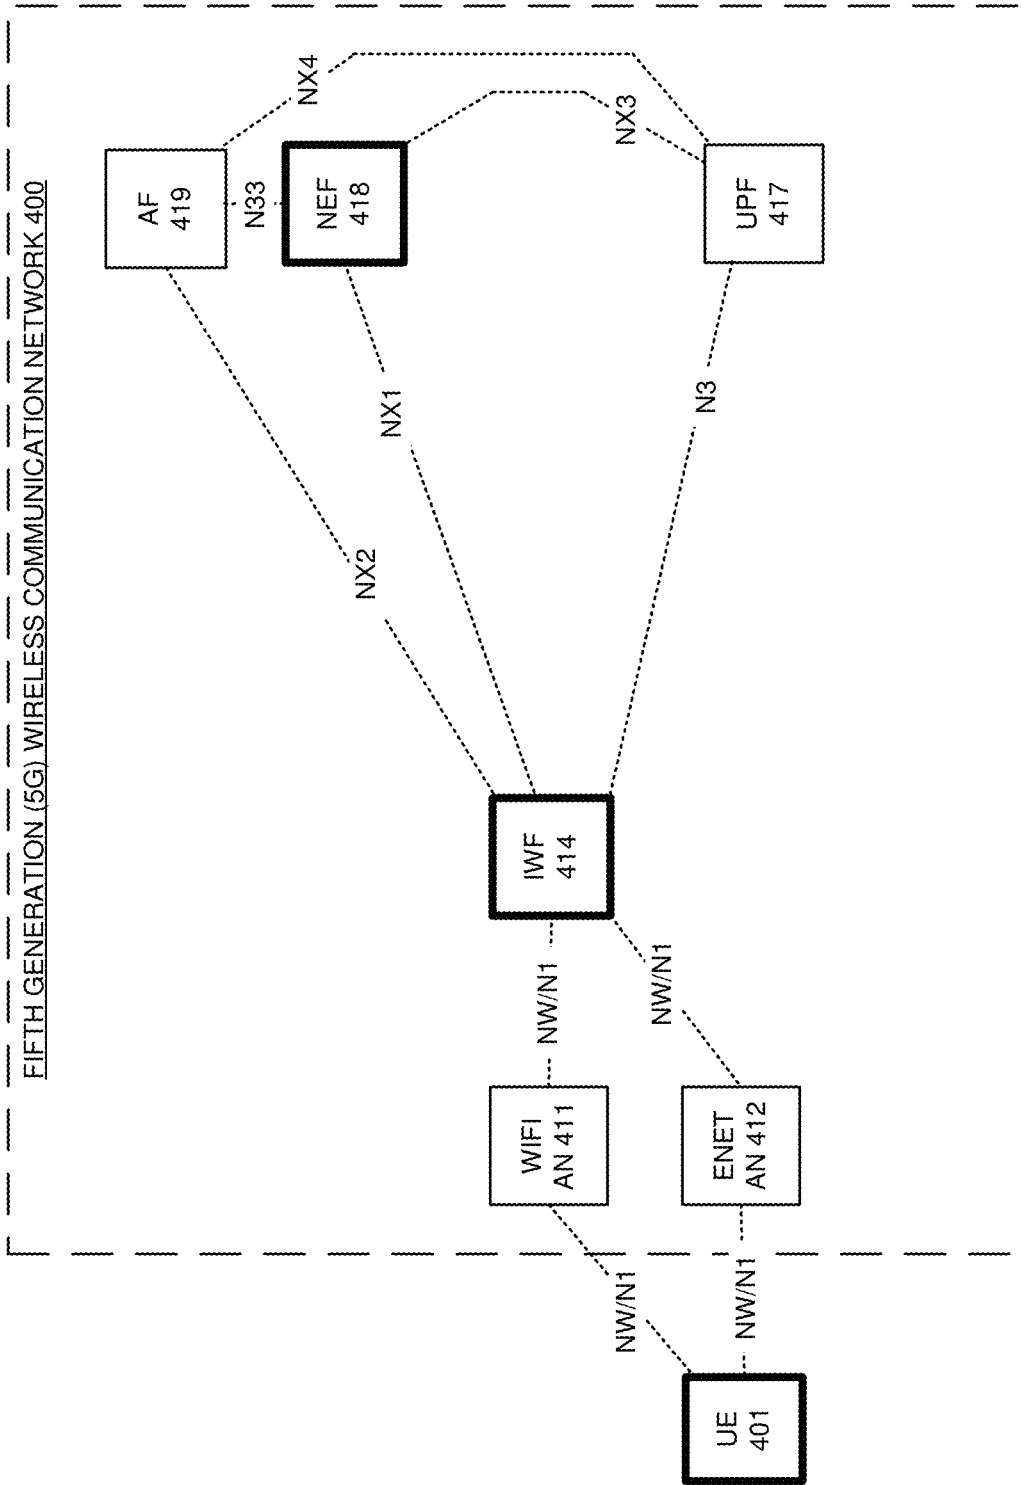 FIFTH GENERATION (5G) WIRELESS COMMUNICATION NETWORK 400
AF
419
NX4
N33
NEF
418
NX2
NX1
NX3
WIFI
AN 411
NW/N1
IWF
414
NW/N1
NW/N1
N3
UPF
417
UE
401
NW/N1
ENET
AN 412